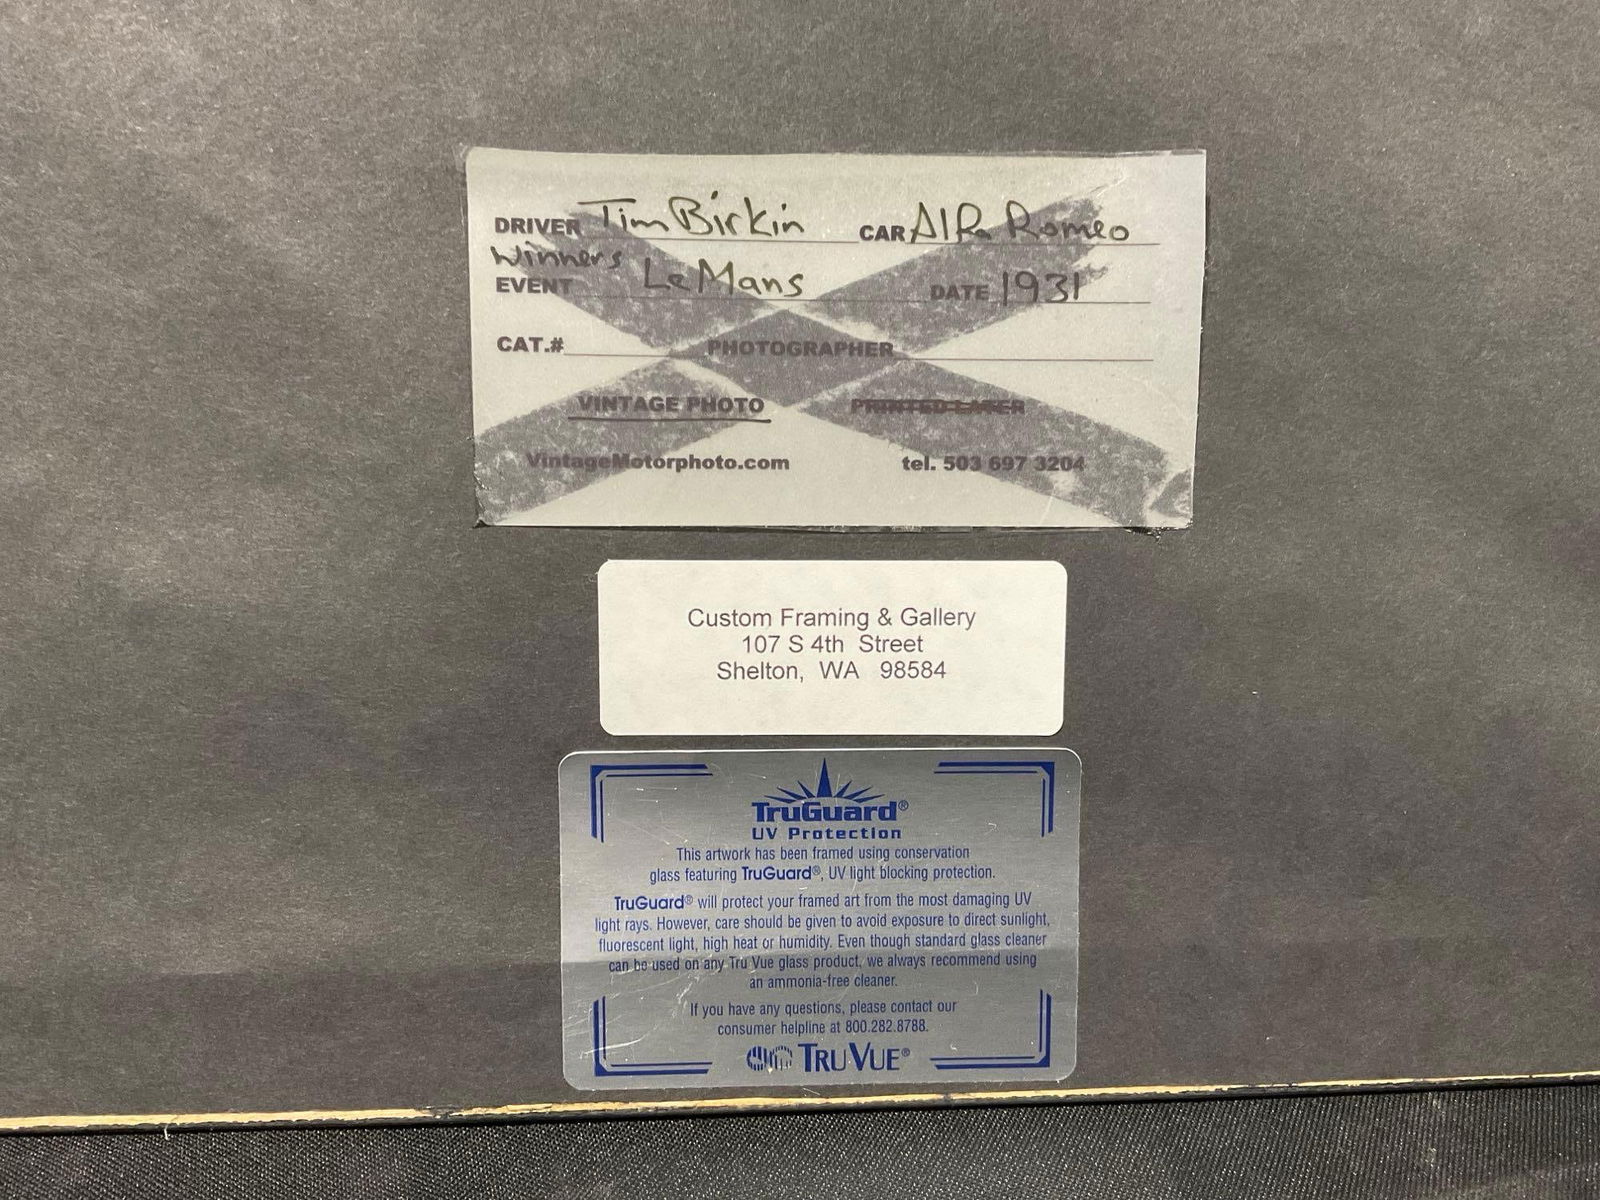 DRIVER Tim Birkin CAR Alfa Romeo
Winners
EVENT Le Mans DATE 1931
CAT.# PHOTOGRAPHER
VINTAGE PHOTO PRINTED LATER
VintageMotorphoto.com tel. 503 697 3204
Custom Framing & Gallery
107 S 4th Street
Shelton, WA 98584
TruGuard®
UV Protection
This artwork has been framed using conservation
glass featuring TruGuard®, UV light blocking protection.
TruGuard® will protect your framed art from the most damaging UV
light rays. However, care should be given to avoid exposure to direct sunlight,
fluorescent light, high heat or humidity. Even though standard glass cleaner
can be used on any Tru Vue glass product, we always recommend using
an ammonia-free cleaner.
If you have any questions, please contact our
consumer helpline at 800.282.8788.
TRU VUE®